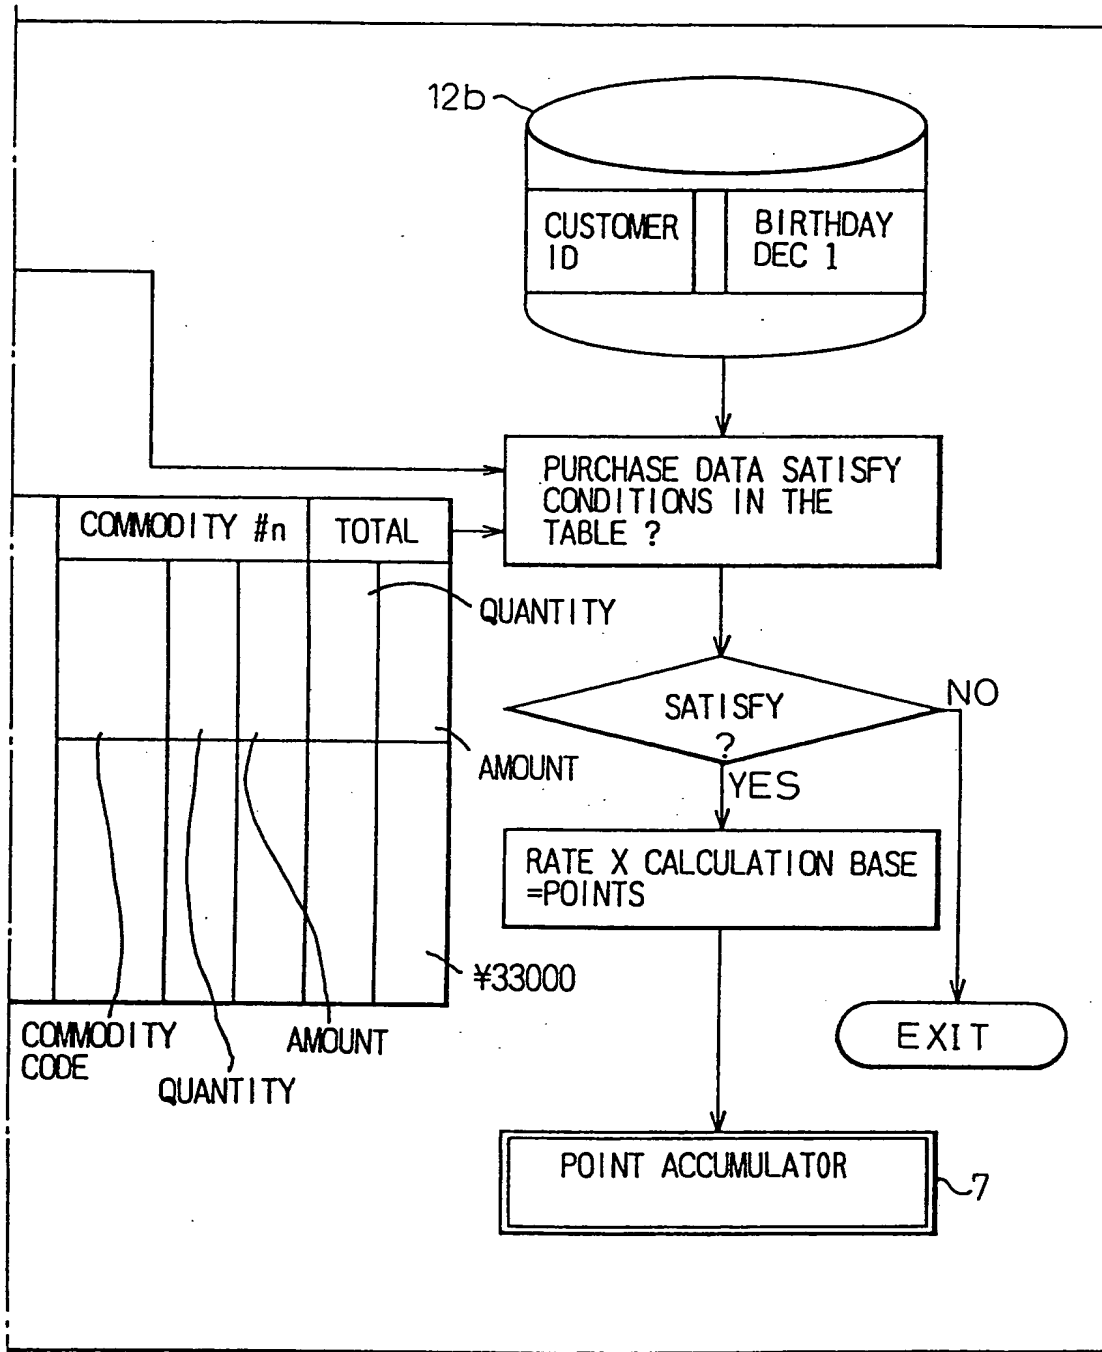 12b
CUSTOMER
ID
BIRTHDAY
DEC 1
PURCHASE DATA SATISFY
CONDITIONS IN THE
TABLE ?
COMMODITY #n
TOTAL
QUANTITY
SATISFY
?
NO
AMOUNT
YES
RATE X CALCULATION BASE
=POINTS
¥33000
COMMODITY
CODE
QUANTITY
AMOUNT
EXIT
POINT ACCUMULATOR
7